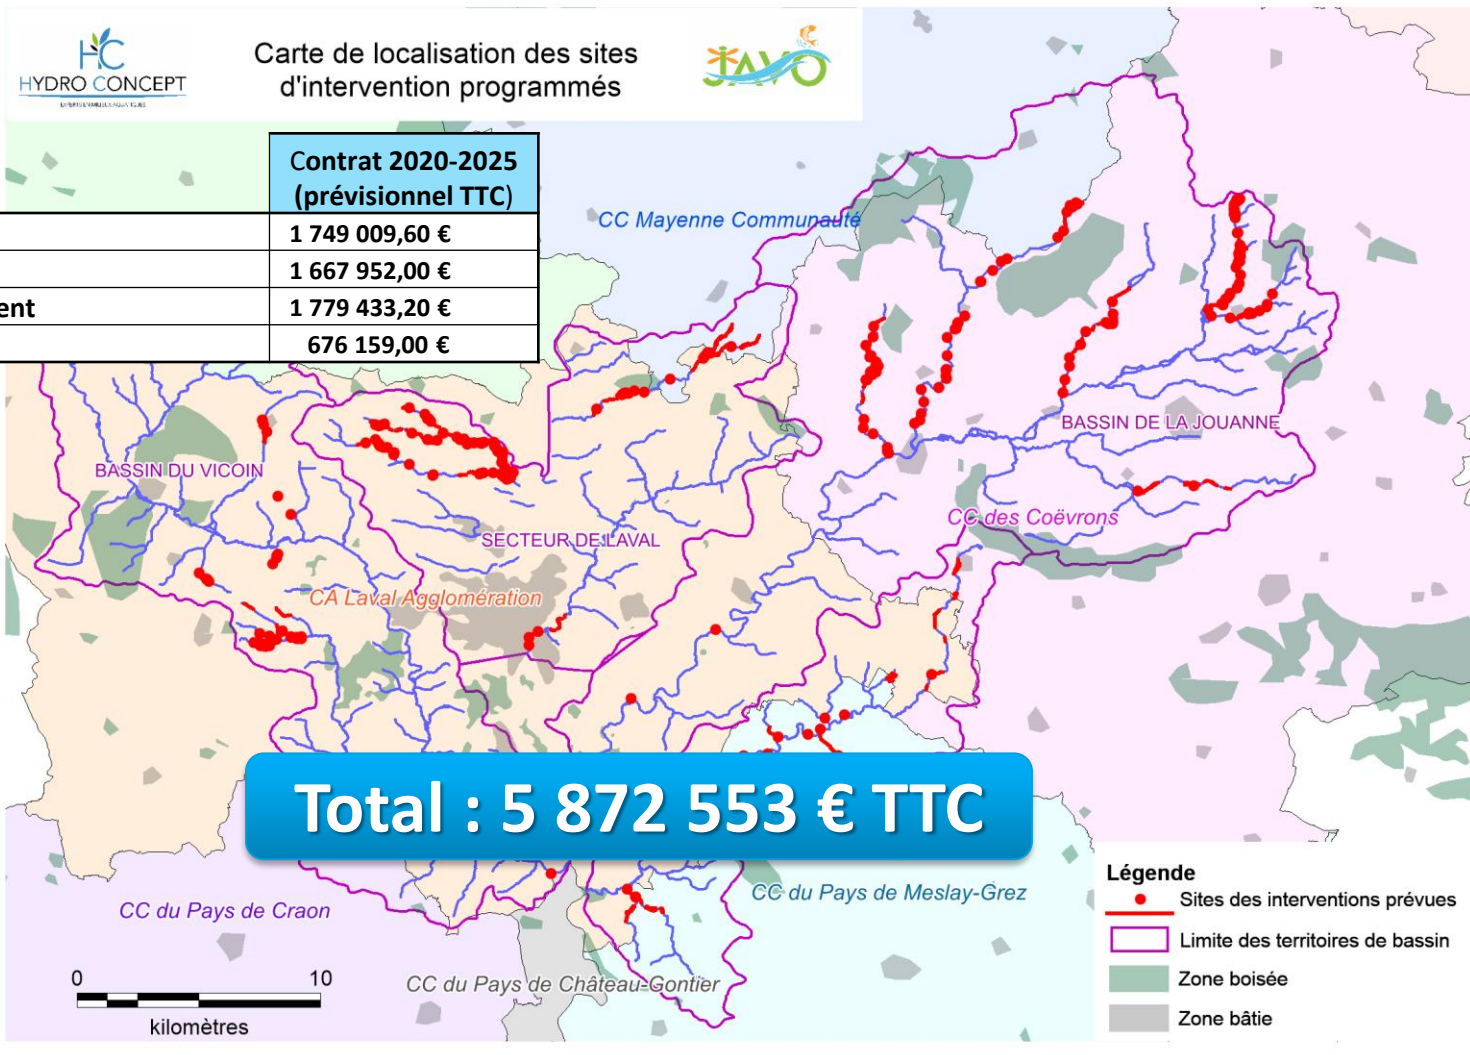 HYDRO CONCEPT
Carte de localisation des sites
d'intervention programmés
JAVO
Contrat 2020-2025
(prévisionnel TTC)
1 749 009,60 €
1 667 952,00 €
ent 1 779 433,20 €
676 159,00 €
CC Mayenne Communauté
BASSIN DE LA JOUANNE
BASSIN DU VICOIN
CC des Coëvrons
SECTEUR DE LAVAL
CA Laval Agglomération
Total : 5 872 553 € TTC
CC du Pays de Meslay-Grez
CC du Pays de Craon
CC du Pays de Château-Gontier
0 10
kilomètres
Légende
Sites des interventions prévues
Limite des territoires de bassin
Zone boisée
Zone bâtie